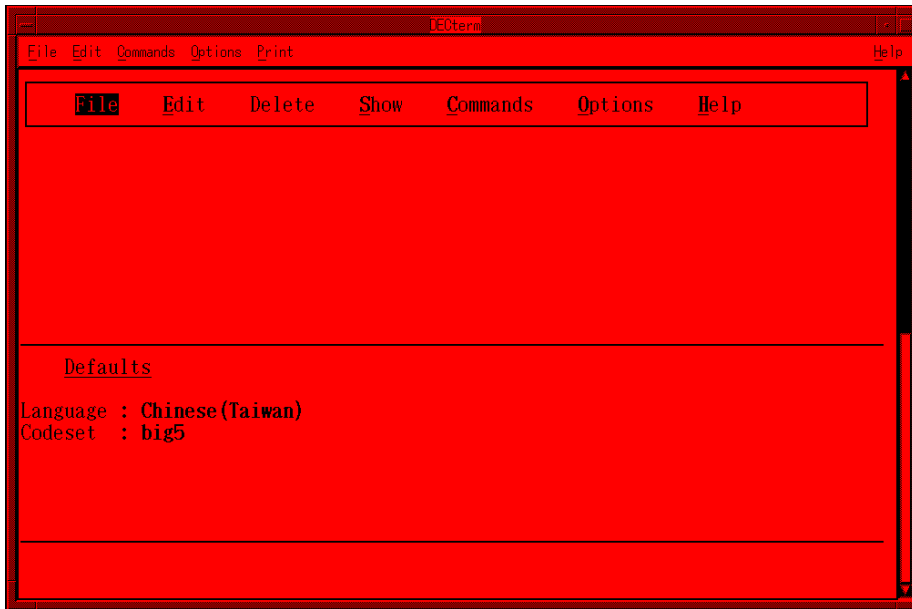 DECterm
File Edit Commands Options Print Help
File Edit Delete Show Commands Options Help
Defaults
Language : Chinese(Taiwan)
Codeset : big5